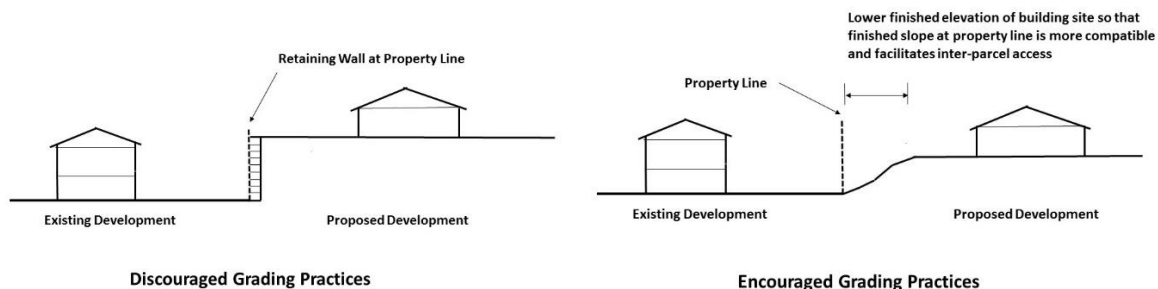 Retaining Wall at Property Line
Existing Development
Proposed Development
Discouraged Grading Practices
Lower finished elevation of building site so that
finished slope at property line is more compatible
and facilitates inter-parcel access
Property Line
Existing Development
Proposed Development
Encouraged Grading Practices